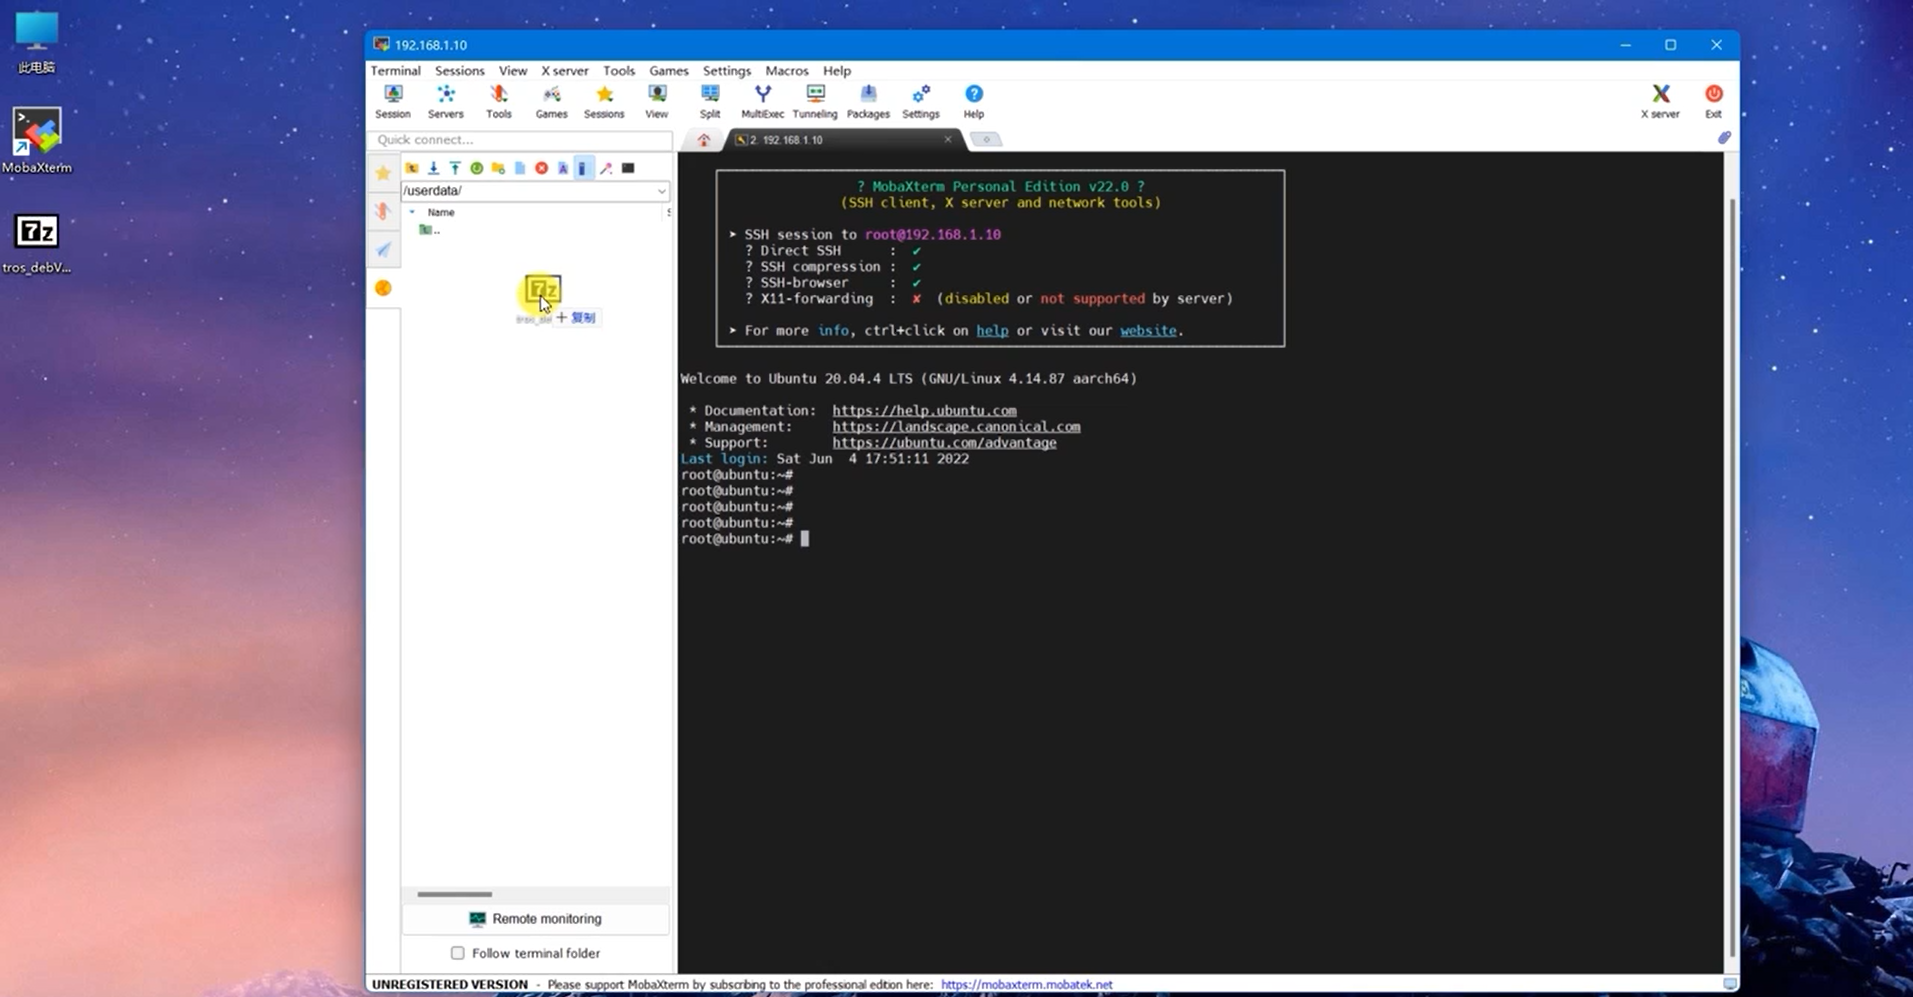 此电脑
MobaXterm
tros_debV...
192.168.1.10
Terminal Sessions View X server Tools Games Settings Macros Help
Session Servers Tools Games Sessions View Split MultiExec Tunneling Packages Settings Help X server Exit
Quick connect...
2. 192.168.1.10
/userdata/
Name
..
复制
? MobaXterm Personal Edition v22.0 ?
(SSH client, X server and network tools)
➤ SSH session to root@192.168.1.10
? Direct SSH : ✔
? SSH compression : ✔
? SSH-browser : ✔
? X11-forwarding : ✘ (disabled or not supported by server)
➤ For more info, ctrl+click on help or visit our website.
Welcome to Ubuntu 20.04.4 LTS (GNU/Linux 4.14.87 aarch64)
* Documentation: https://help.ubuntu.com
* Management: https://landscape.canonical.com
* Support: https://ubuntu.com/advantage
Last login: Sat Jun 4 17:51:11 2022
root@ubuntu:~#
root@ubuntu:~#
root@ubuntu:~#
root@ubuntu:~#
root@ubuntu:~#
Remote monitoring
Follow terminal folder
UNREGISTERED VERSION - Please support MobaXterm by subscribing to the professional edition here: https://mobaxterm.mobatek.net